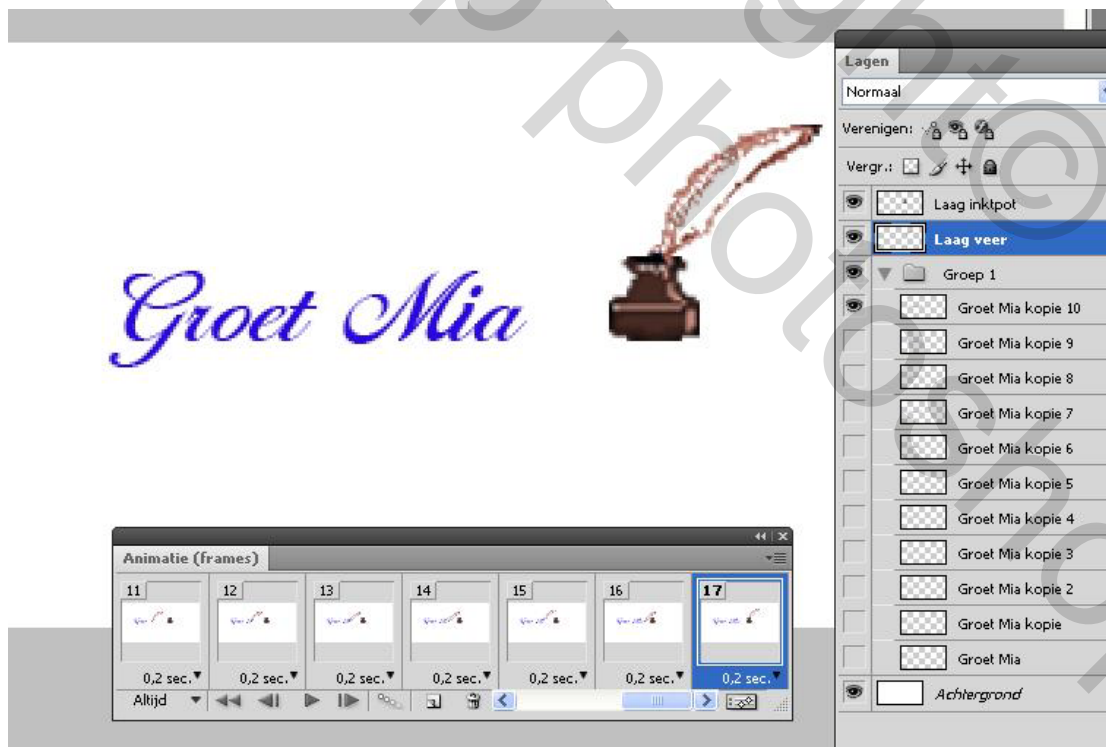 Lagen
Normaal
Verenigen:
Vergr.:
Laag inktpot
Laag veer
Groep 1
Groet Mia kopie 10
Groet Mia kopie 9
Groet Mia kopie 8
Groet Mia kopie 7
Groet Mia kopie 6
Groet Mia kopie 5
Groet Mia kopie 4
Groet Mia kopie 3
Groet Mia kopie 2
Groet Mia kopie
Groet Mia
Achtergrond
Groet Mia
Animatie (frames)
11 12 13 14 15 16 17
0,2 sec. 0,2 sec. 0,2 sec. 0,2 sec. 0,2 sec. 0,2 sec. 0,2 sec.
Altijd